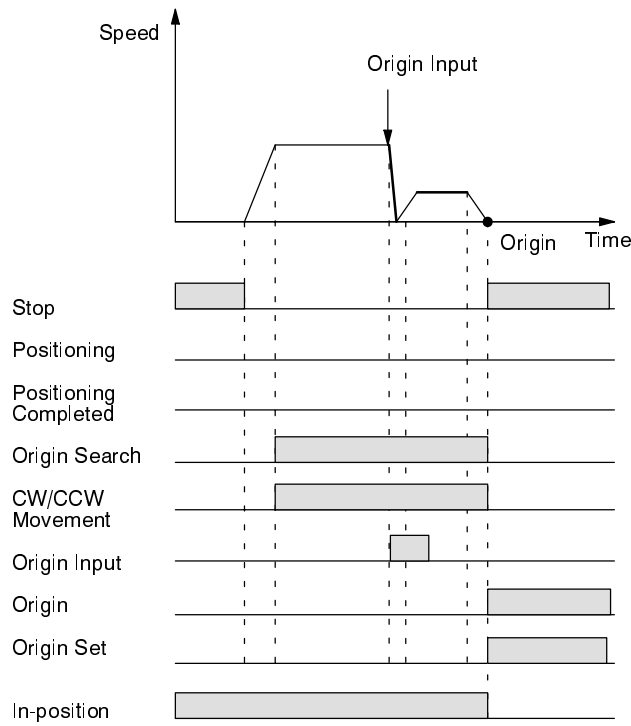 Speed
Origin Input
Origin
Time
Stop
Positioning
Positioning
Completed
Origin Search
CW/CCW
Movement
Origin Input
Origin
Origin Set
In-position